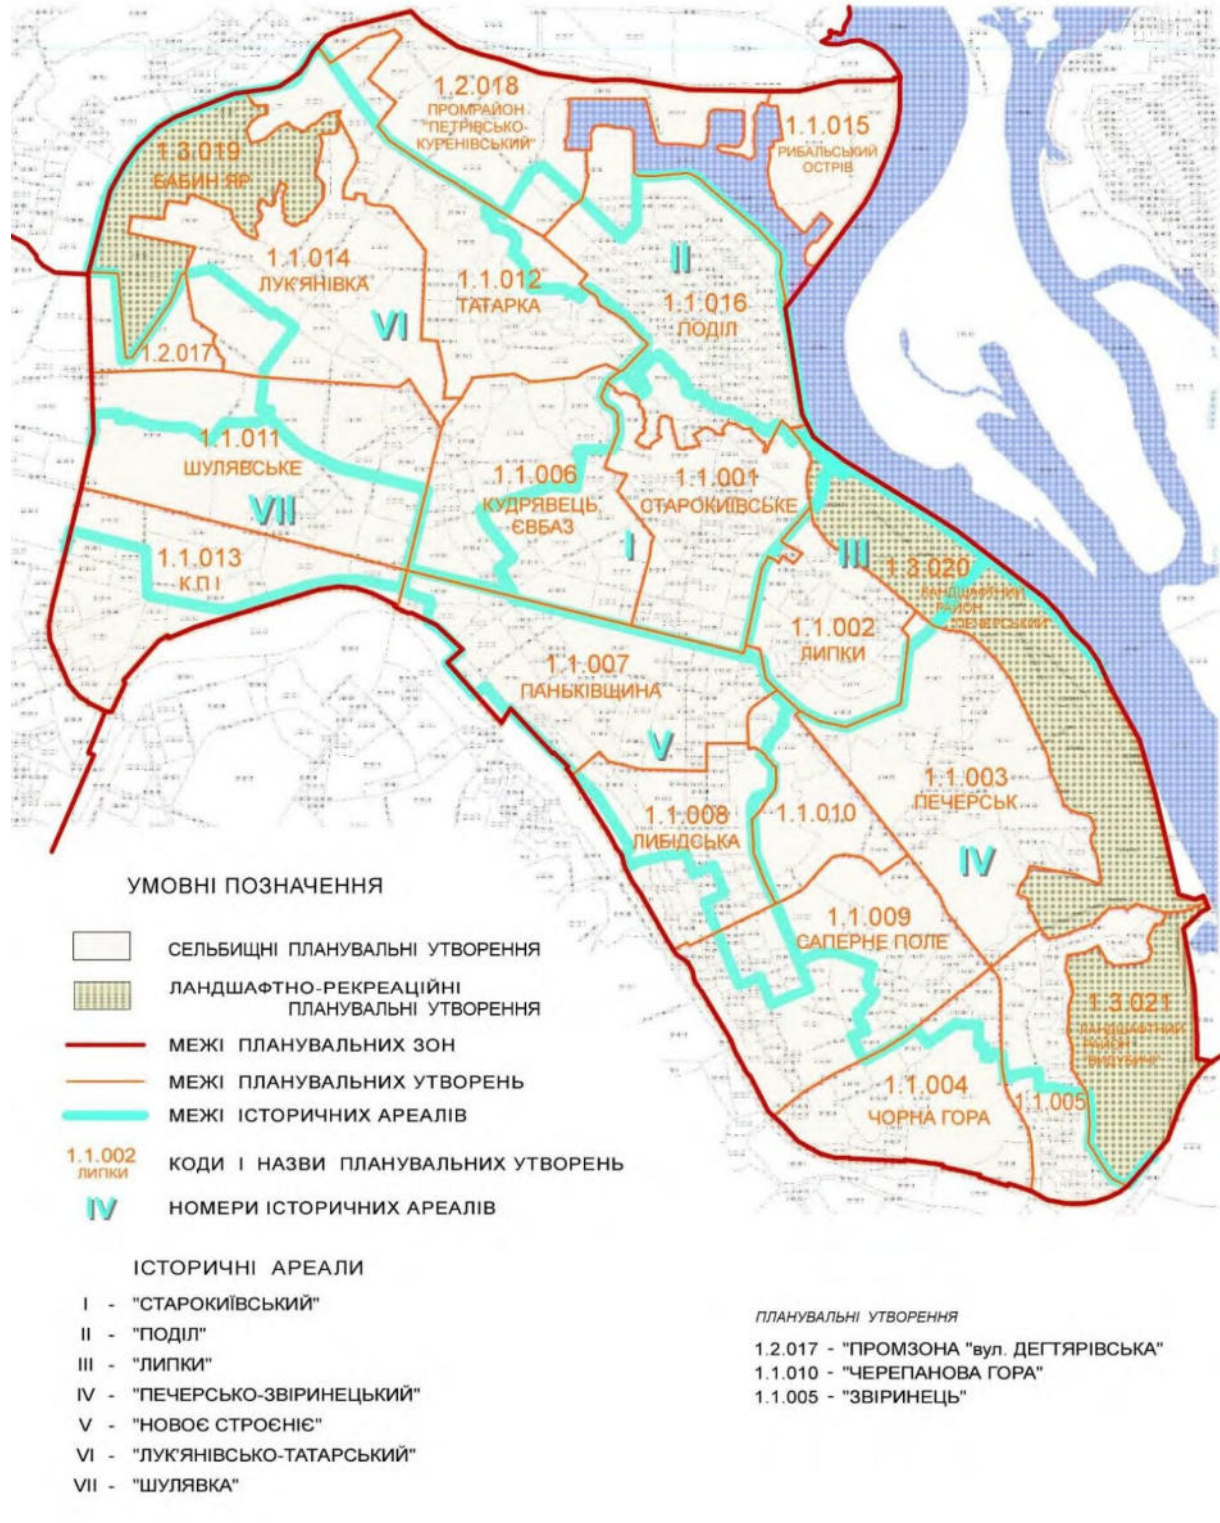 1.2.018
ПРОМРАЙОН
"ПЕТРІВСЬКО-
КУРЕНІВСЬКИЙ"
1.1.015
РИБАЛЬСЬКИЙ
ОСТРІВ
1.3.019
БАБИН ЯР
1.1.014
ЛУК'ЯНІВКА
1.1.012
ТАТАРКА
II
1.1.016
ПОДІЛ
VI
1.2.017
1.1.011
ШУЛЯВСЬКЕ
VII
1.1.006
КУДРЯВЕЦЬ,
ЄВБАЗ
1.1.001
СТАРОКИЇВСЬКЕ
I
III
1.3.020
ЛАНДШАФТНИЙ
РАЙОН
"ПЕЧЕРСЬКИЙ"
1.1.013
К.П І
1.1.002
ЛИПКИ
1.1.007
ПАНЬКІВЩИНА
V
1.1.003
ПЕЧЕРСЬК
1.1.008
ЛИБІДСЬКА
1.1.010
IV
1.1.009
САПЕРНЕ ПОЛЕ
1.3.021
ЛАНДШАФТНИЙ
РАЙОН
"ВИДУБИЧІ"
1.1.004
ЧОРНА ГОРА
1.1.005
УМОВНІ ПОЗНАЧЕННЯ
СЕЛЬБИЩНІ ПЛАНУВАЛЬНІ УТВОРЕННЯ
ЛАНДШАФТНО-РЕКРЕАЦІЙНІ
ПЛАНУВАЛЬНІ УТВОРЕННЯ
МЕЖІ ПЛАНУВАЛЬНИХ ЗОН
МЕЖІ ПЛАНУВАЛЬНИХ УТВОРЕНЬ
МЕЖІ ІСТОРИЧНИХ АРЕАЛІВ
1.1.002
ЛИПКИ
КОДИ І НАЗВИ ПЛАНУВАЛЬНИХ УТВОРЕНЬ
IV
НОМЕРИ ІСТОРИЧНИХ АРЕАЛІВ
ІСТОРИЧНІ АРЕАЛИ
I - "СТАРОКИЇВСЬКИЙ"
II - "ПОДІЛ"
III - "ЛИПКИ"
IV - "ПЕЧЕРСЬКО-ЗВІРИНЕЦЬКИЙ"
V - "НОВОЄ СТРОЄНІЄ"
VI - "ЛУК'ЯНІВСЬКО-ТАТАРСЬКИЙ"
VII - "ШУЛЯВКА"
ПЛАНУВАЛЬНІ УТВОРЕННЯ
1.2.017 - "ПРОМЗОНА "вул. ДЕГТЯРІВСЬКА"
1.1.010 - "ЧЕРЕПАНОВА ГОРА"
1.1.005 - "ЗВІРИНЕЦЬ"